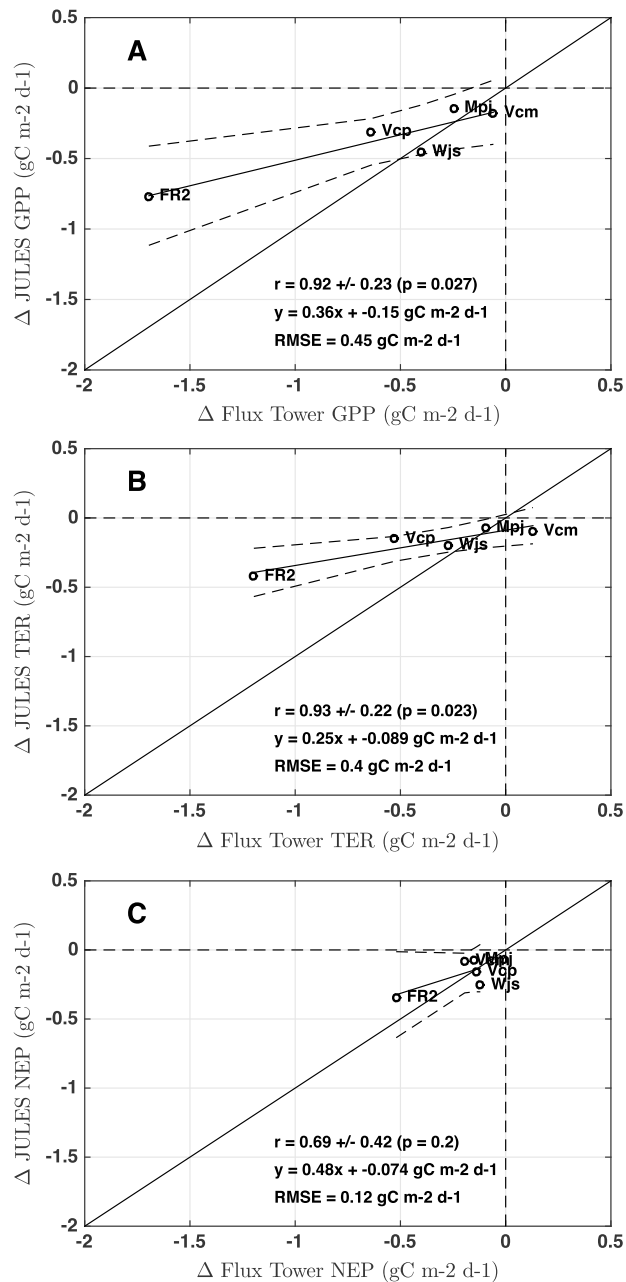 A
0.5
0
-0.5
-1
-1.5
-2
Δ JULES GPP (gC m-2 d-1)
Mpj
Vcm
Vcp
Wjs
FR2
r = 0.92 +/- 0.23 (p = 0.027)
y = 0.36x + -0.15 gC m-2 d-1
RMSE = 0.45 gC m-2 d-1
-2 -1.5 -1 -0.5 0 0.5
Δ Flux Tower GPP (gC m-2 d-1)
B
0.5
0
-0.5
-1
-1.5
-2
Δ JULES TER (gC m-2 d-1)
Mpj
Vcm
Vcp
Wjs
FR2
r = 0.93 +/- 0.22 (p = 0.023)
y = 0.25x + -0.089 gC m-2 d-1
RMSE = 0.4 gC m-2 d-1
-2 -1.5 -1 -0.5 0 0.5
Δ Flux Tower TER (gC m-2 d-1)
C
0.5
0
-0.5
-1
-1.5
-2
Δ JULES NEP (gC m-2 d-1)
Vcp
Wjs
FR2
r = 0.69 +/- 0.42 (p = 0.2)
y = 0.48x + -0.074 gC m-2 d-1
RMSE = 0.12 gC m-2 d-1
-2 -1.5 -1 -0.5 0 0.5
Δ Flux Tower NEP (gC m-2 d-1)